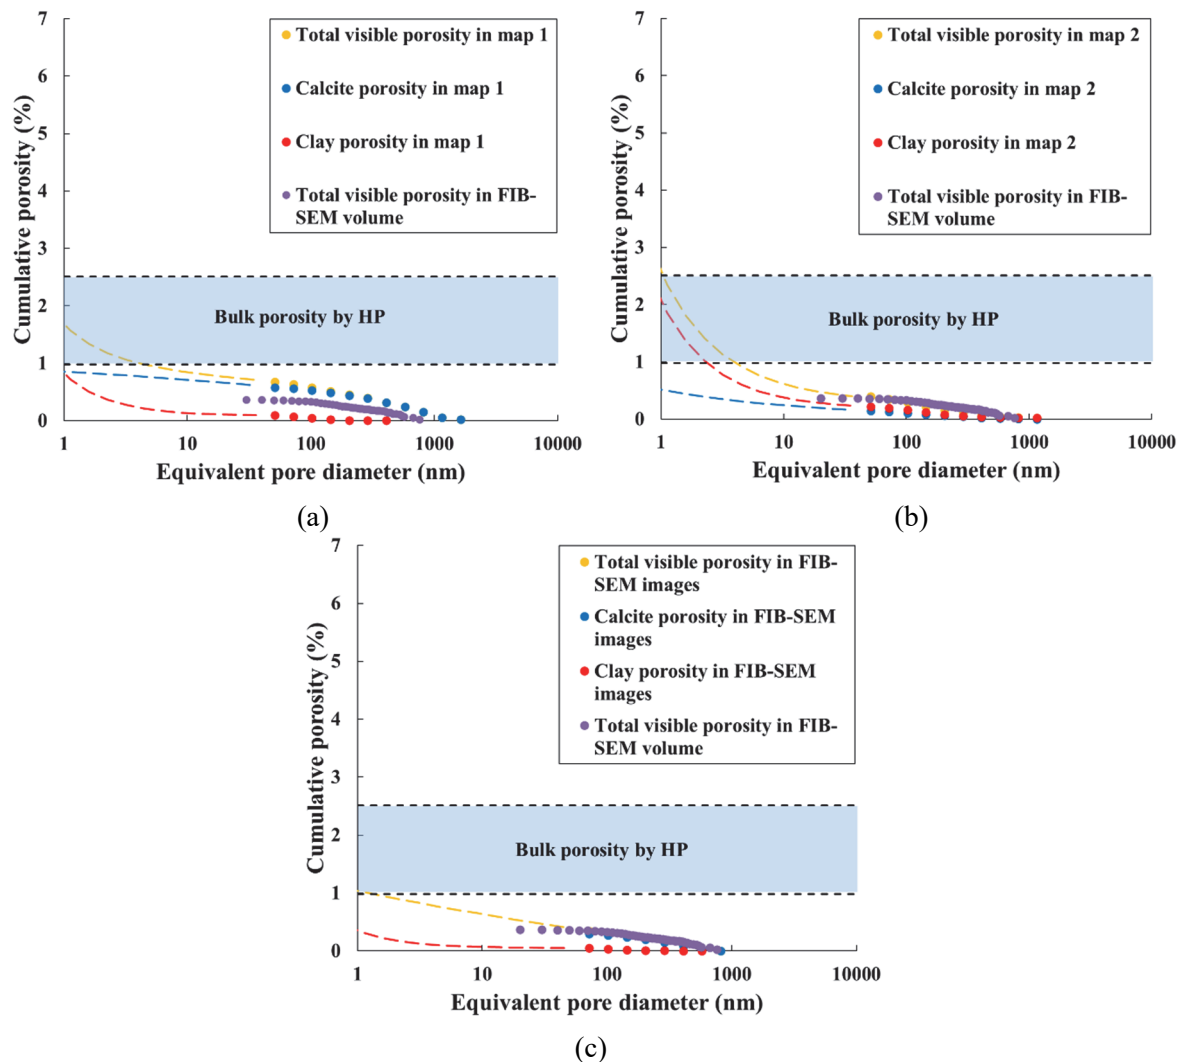 7
6
5
4
3
2
1
0
Cumulative porosity (%)
Total visible porosity in map 1
Calcite porosity in map 1
Clay porosity in map 1
Total visible porosity in FIB-
SEM volume
Bulk porosity by HP
1 10 100 1000 10000
Equivalent pore diameter (nm)
(a)
7
6
5
4
3
2
1
0
Cumulative porosity (%)
Total visible porosity in map 2
Calcite porosity in map 2
Clay porosity in map 2
Total visible porosity in FIB-
SEM volume
Bulk porosity by HP
1 10 100 1000 10000
Equivalent pore diameter (nm)
(b)
7
6
5
4
3
2
1
0
Cumulative porosity (%)
Total visible porosity in FIB-
SEM images
Calcite porosity in FIB-SEM
images
Clay porosity in FIB-SEM
images
Total visible porosity in FIB-
SEM volume
Bulk porosity by HP
1 10 100 1000 10000
Equivalent pore diameter (nm)
(c)